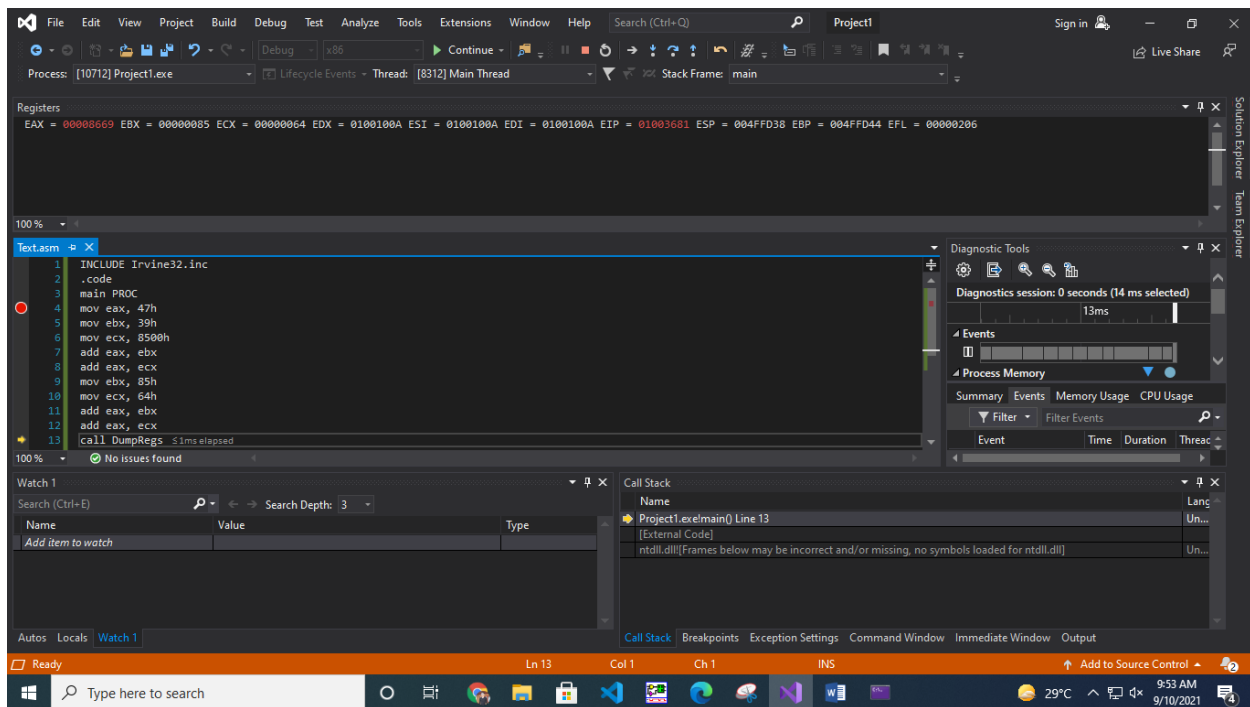 File Edit View Project Build Debug Test Analyze Tools Extensions Window Help Search (Ctrl+Q) Project1 Sign in
Debug x86 Continue Live Share
Process: [10712] Project1.exe Lifecycle Events Thread: [8312] Main Thread Stack Frame: main
Registers
EAX = 00008669 EBX = 00000085 ECX = 00000064 EDX = 0100100A ESI = 0100100A EDI = 0100100A EIP = 01003681 ESP = 004FFD38 EBP = 004FFD44 EFL = 00000206
Solution Explorer
Team Explorer
100 %
Text.asm
1 INCLUDE Irvine32.inc
2 .code
3 main PROC
4 mov eax, 47h
5 mov ebx, 39h
6 mov ecx, 8500h
7 add eax, ebx
8 add eax, ecx
9 mov ebx, 85h
10 mov ecx, 64h
11 add eax, ebx
12 add eax, ecx
13 call DumpRegs ≤1ms elapsed
100 % No issues found
Diagnostic Tools
Diagnostics session: 0 seconds (14 ms selected)
13ms
Events
Process Memory
Summary Events Memory Usage CPU Usage
Filter Filter Events
Event Time Duration Thread
Watch 1
Search (Ctrl+E) Search Depth: 3
Name Value Type
Add item to watch
Autos Locals Watch 1
Call Stack
Name Lang
Project1.exe!main() Line 13 Un...
[External Code]
ntdll.dll![Frames below may be incorrect and/or missing, no symbols loaded for ntdll.dll] Un...
Call Stack Breakpoints Exception Settings Command Window Immediate Window Output
Ready Ln 13 Col 1 Ch 1 INS Add to Source Control 2
Type here to search 29°C 9:53 AM
9/10/2021 4